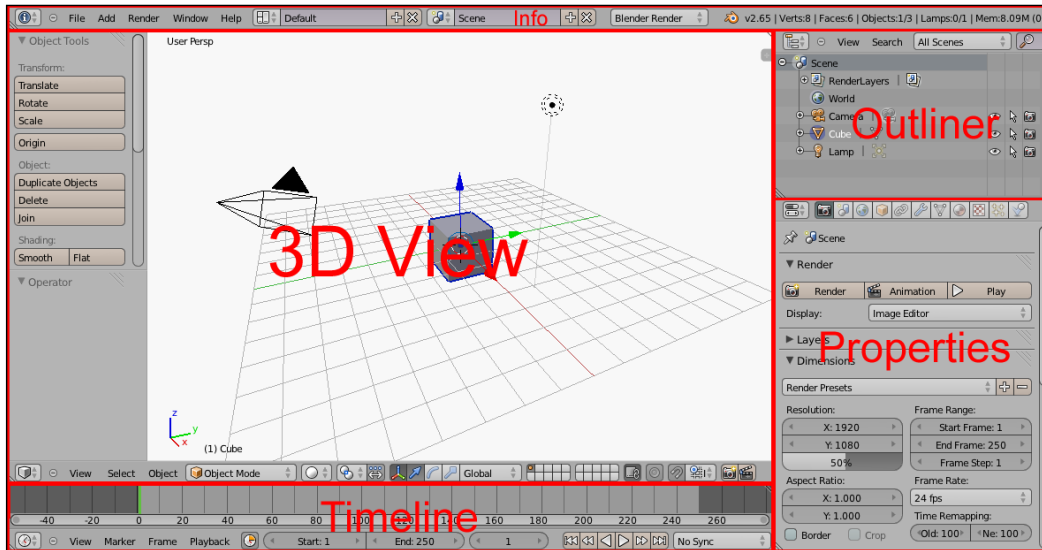 File Add Render Window Help Default Scene Info Blender Render v2.65 | Verts:8 | Faces:6 | Objects:1/3 | Lamps:0/1 | Mem:8.09M (0
Object Tools
Transform:
Translate
Rotate
Scale
Origin
Object:
Duplicate Objects
Delete
Join
Shading:
Smooth Flat
Operator
User Persp
3D View
z
y
x
(1) Cube
View Select Object Object Mode Global
Timeline
-40 -20 0 20 40 60 80 100 120 140 160 180 200 220 240 260
View Marker Frame Playback Start: 1 End: 250 1 No Sync
View Search All Scenes
Scene
RenderLayers |
World
Camera |
Outliner
Cube |
Lamp |
Scene
Render
Render Animation Play
Display: Image Editor
Layers
Properties
Dimensions
Render Presets
Resolution: Frame Range:
X: 1920 Start Frame: 1
Y: 1080 End Frame: 250
50% Frame Step: 1
Aspect Ratio: Frame Rate:
X: 1.000 24 fps
Y: 1.000 Time Remapping:
Border Crop Old: 100 Ne: 100